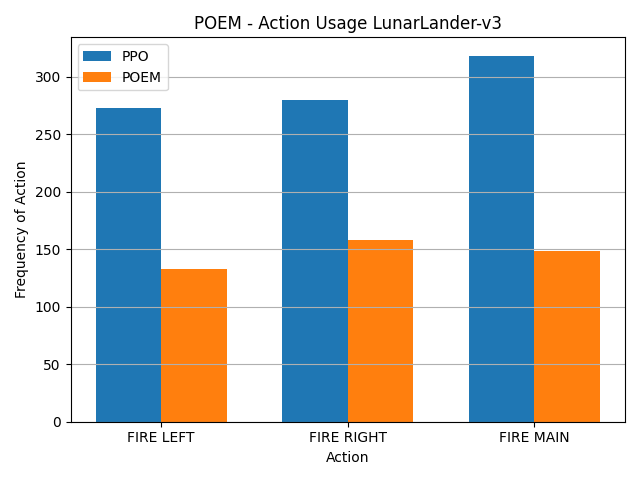 POEM - Action Usage LunarLander-v3
PPO
POEM
Frequency of Action
300
250
200
150
100
50
0
FIRE LEFT
FIRE RIGHT
FIRE MAIN
Action